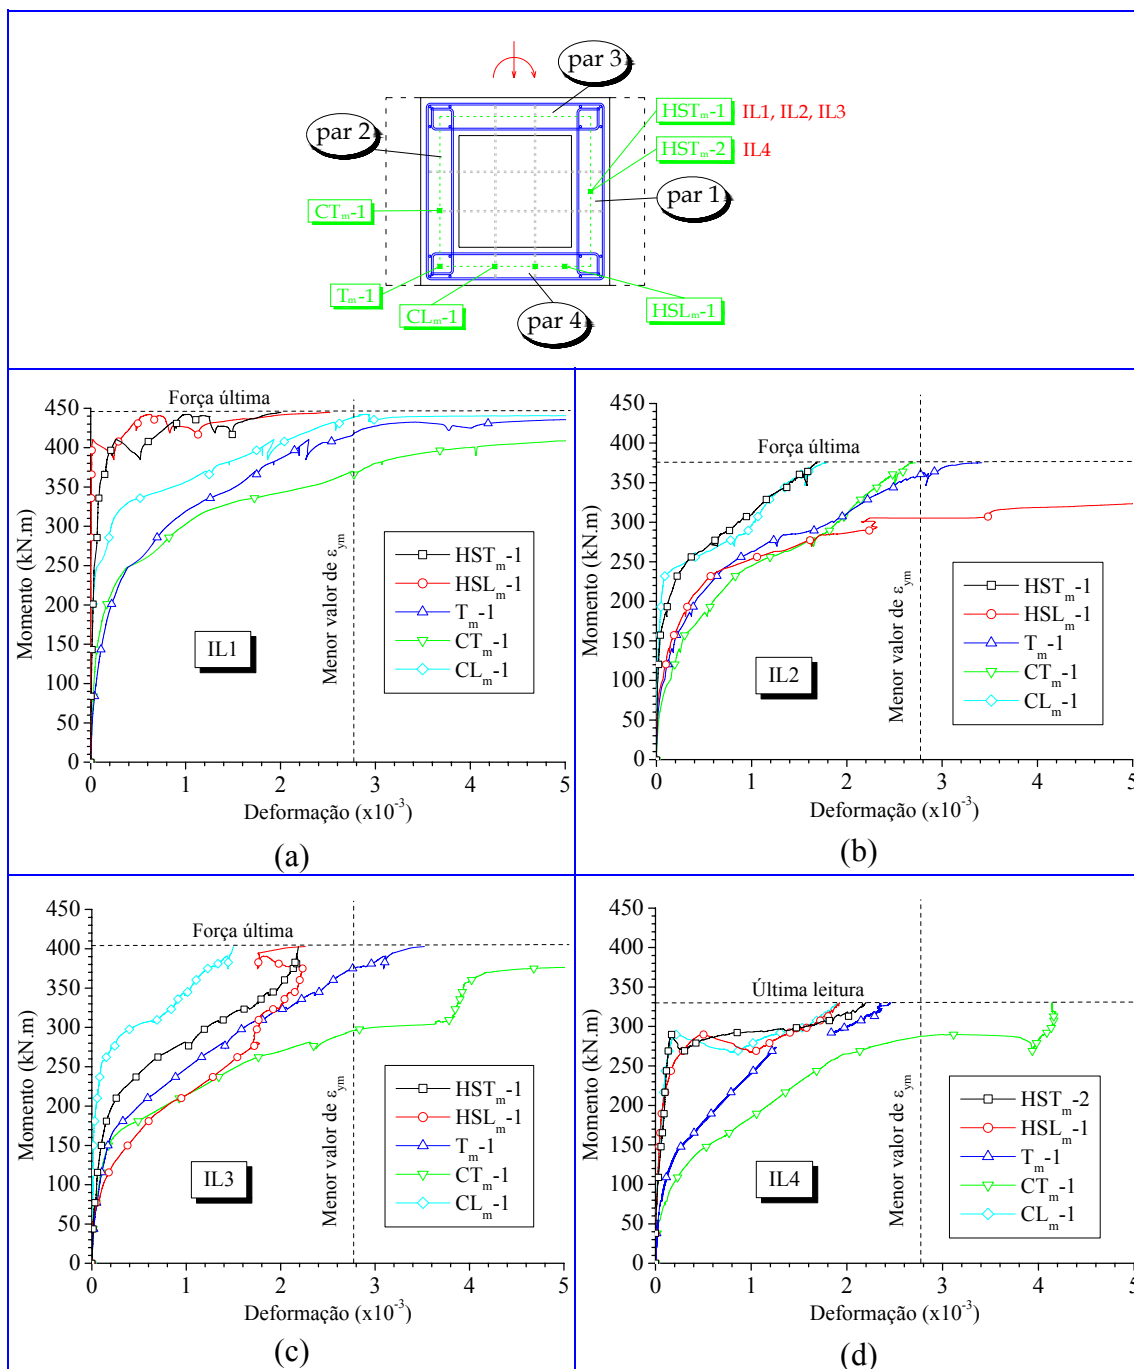 par 3
HSTm-1 IL1, IL2, IL3
par 2
HSTm-2 IL4
par 1
CTm-1
Tm-1
CLm-1
HSLm-1
par 4
Força última
Momento (kN.m)
450
400
350
300
250
200
150
100
50
0
IL1
Menor valor de εym
HSTm-1
HSLm-1
Tm-1
CTm-1
CLm-1
0 1 2 3 4 5
Deformação (x10-3)
(a)
Força última
Momento (kN.m)
450
400
350
300
250
200
150
100
50
0
IL2
Menor valor de εym
HSTm-1
HSLm-1
Tm-1
CTm-1
CLm-1
0 1 2 3 4 5
Deformação (x10-3)
(b)
Força última
Momento (kN.m)
450
400
350
300
250
200
150
100
50
0
IL3
Menor valor de εym
HSTm-1
HSLm-1
Tm-1
CTm-1
CLm-1
0 1 2 3 4 5
Deformação (x10-3)
(c)
Última leitura
Momento (kN.m)
450
400
350
300
250
200
150
100
50
0
IL4
Menor valor de εym
HSTm-2
HSLm-1
Tm-1
CTm-1
CLm-1
0 1 2 3 4 5
Deformação (x10-3)
(d)